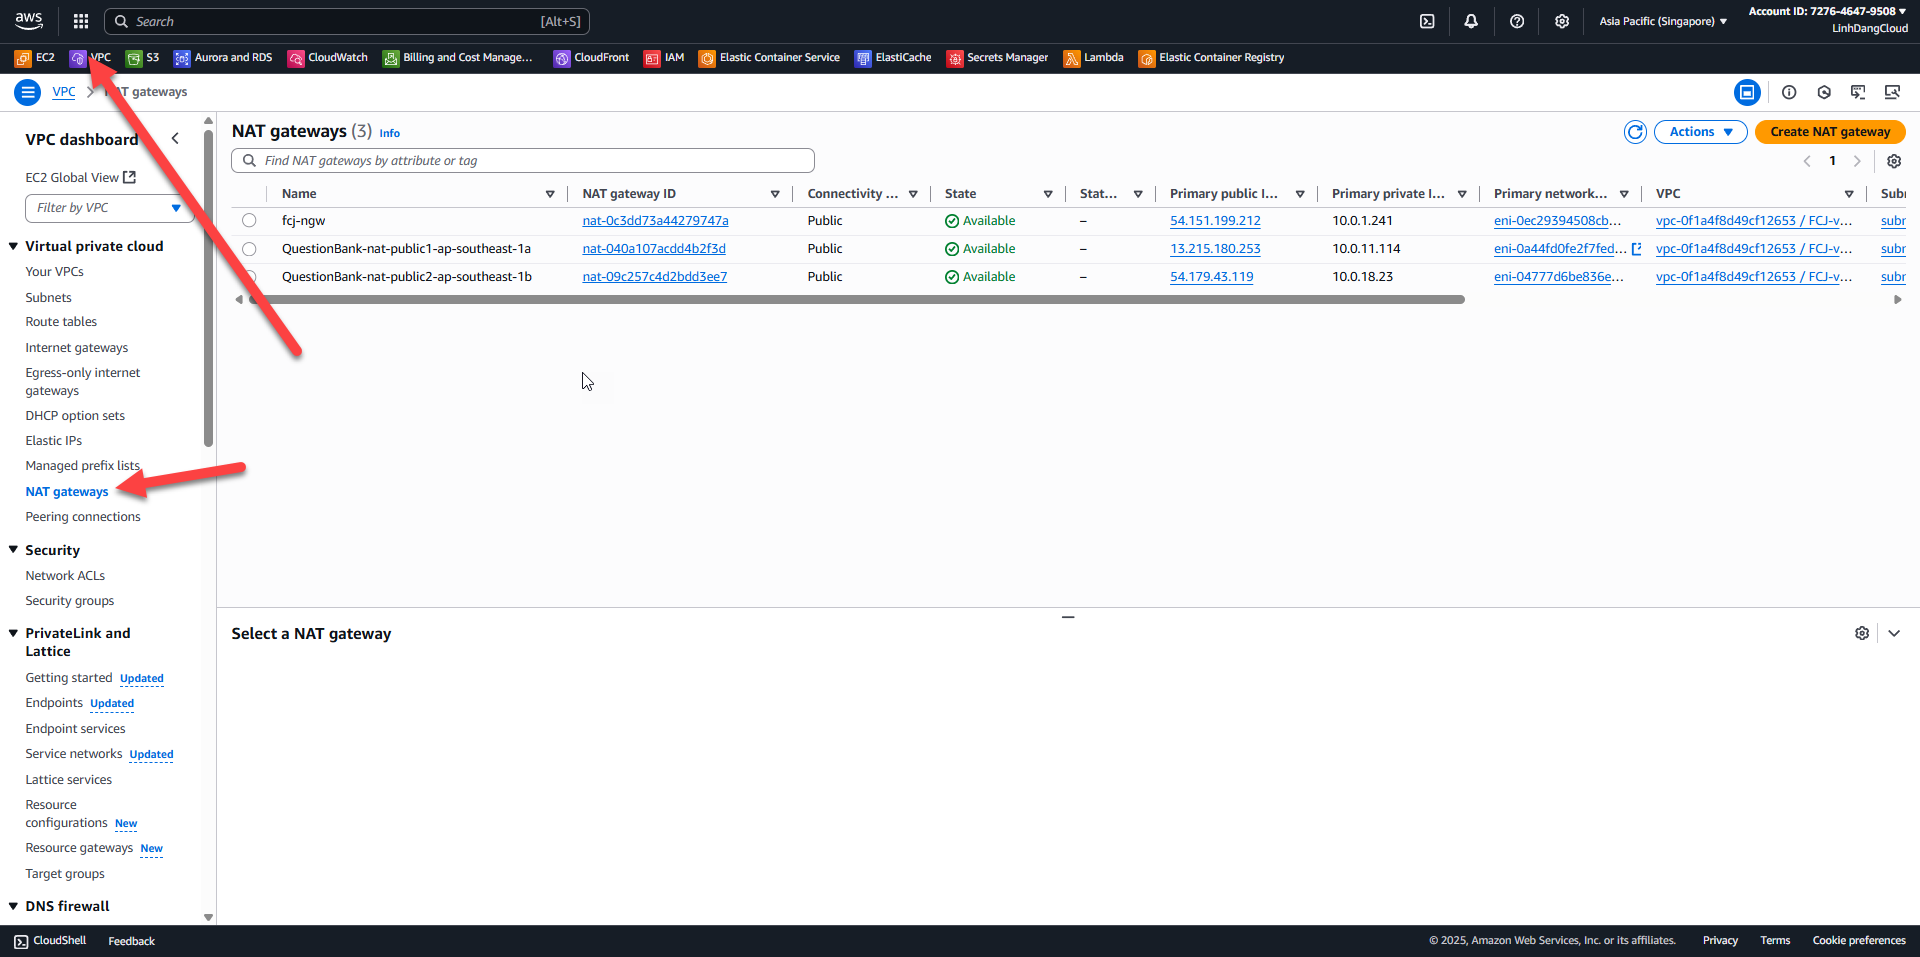 aws
Search [Alt+S]
Asia Pacific (Singapore)
Account ID: 7276-4647-9508
LinhDangCloud
EC2 VPC S3 Aurora and RDS CloudWatch Billing and Cost Manage... CloudFront IAM Elastic Container Service ElastiCache Secrets Manager Lambda Elastic Container Registry
VPC > NAT gateways
VPC dashboard
EC2 Global View
Filter by VPC
Virtual private cloud
Your VPCs
Subnets
Route tables
Internet gateways
Egress-only internet
gateways
DHCP option sets
Elastic IPs
Managed prefix lists
NAT gateways
Peering connections
Security
Network ACLs
Security groups
PrivateLink and
Lattice
Getting started Updated
Endpoints Updated
Endpoint services
Service networks Updated
Lattice services
Resource
configurations New
Resource gateways New
Target groups
DNS firewall
NAT gateways (3) Info
Actions
Create NAT gateway
Find NAT gateways by attribute or tag
1
Name NAT gateway ID Connectivity ... State Stat... Primary public I... Primary private I... Primary network... VPC Subr
fcj-ngw nat-0c3dd73a44279747a Public Available – 54.151.199.212 10.0.1.241 eni-0ec29394508cb... vpc-0f1a4f8d49cf12653 / FCJ-v... subr
QuestionBank-nat-public1-ap-southeast-1a nat-040a107acdd4b2f3d Public Available – 13.215.180.253 10.0.11.114 eni-0a44fd0fe2f7fed... vpc-0f1a4f8d49cf12653 / FCJ-v... subr
QuestionBank-nat-public2-ap-southeast-1b nat-09c257c4d2bdd3ee7 Public Available – 54.179.43.119 10.0.18.23 eni-04777d6be836e... vpc-0f1a4f8d49cf12653 / FCJ-v... subr
Select a NAT gateway
CloudShell Feedback
© 2025, Amazon Web Services, Inc. or its affiliates. Privacy Terms Cookie preferences